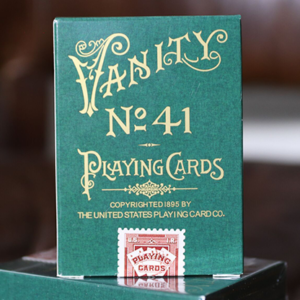 VANITY
No 41
PLAYING CARDS
COPYRIGHTED 1895 BY
THE UNITED STATES PLAYING CARD CO.
PLAYING
CARDS